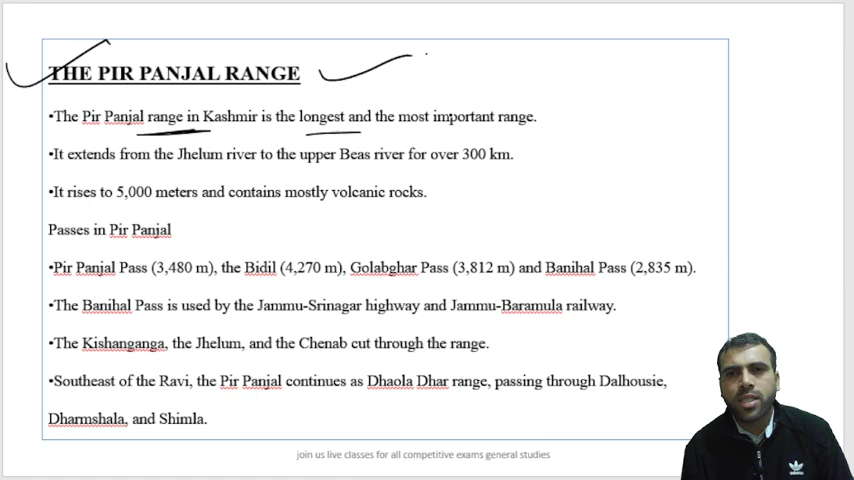 THE PIR PANJAL RANGE
•The Pir Panjal range in Kashmir is the longest and the most important range.
•It extends from the Jhelum river to the upper Beas river for over 300 km.
•It rises to 5,000 meters and contains mostly volcanic rocks.
Passes in Pir Panjal
•Pir Panjal Pass (3,480 m), the Bidil (4,270 m), Golabghar Pass (3,812 m) and Banihal Pass (2,835 m).
•The Banihal Pass is used by the Jammu-Srinagar highway and Jammu-Baramula railway.
•The Kishanganga, the Jhelum, and the Chenab cut through the range.
•Southeast of the Ravi, the Pir Panjal continues as Dhaola Dhar range, passing through Dalhousie,
Dharmshala, and Shimla.
join us live classes for all competitive exams general studies